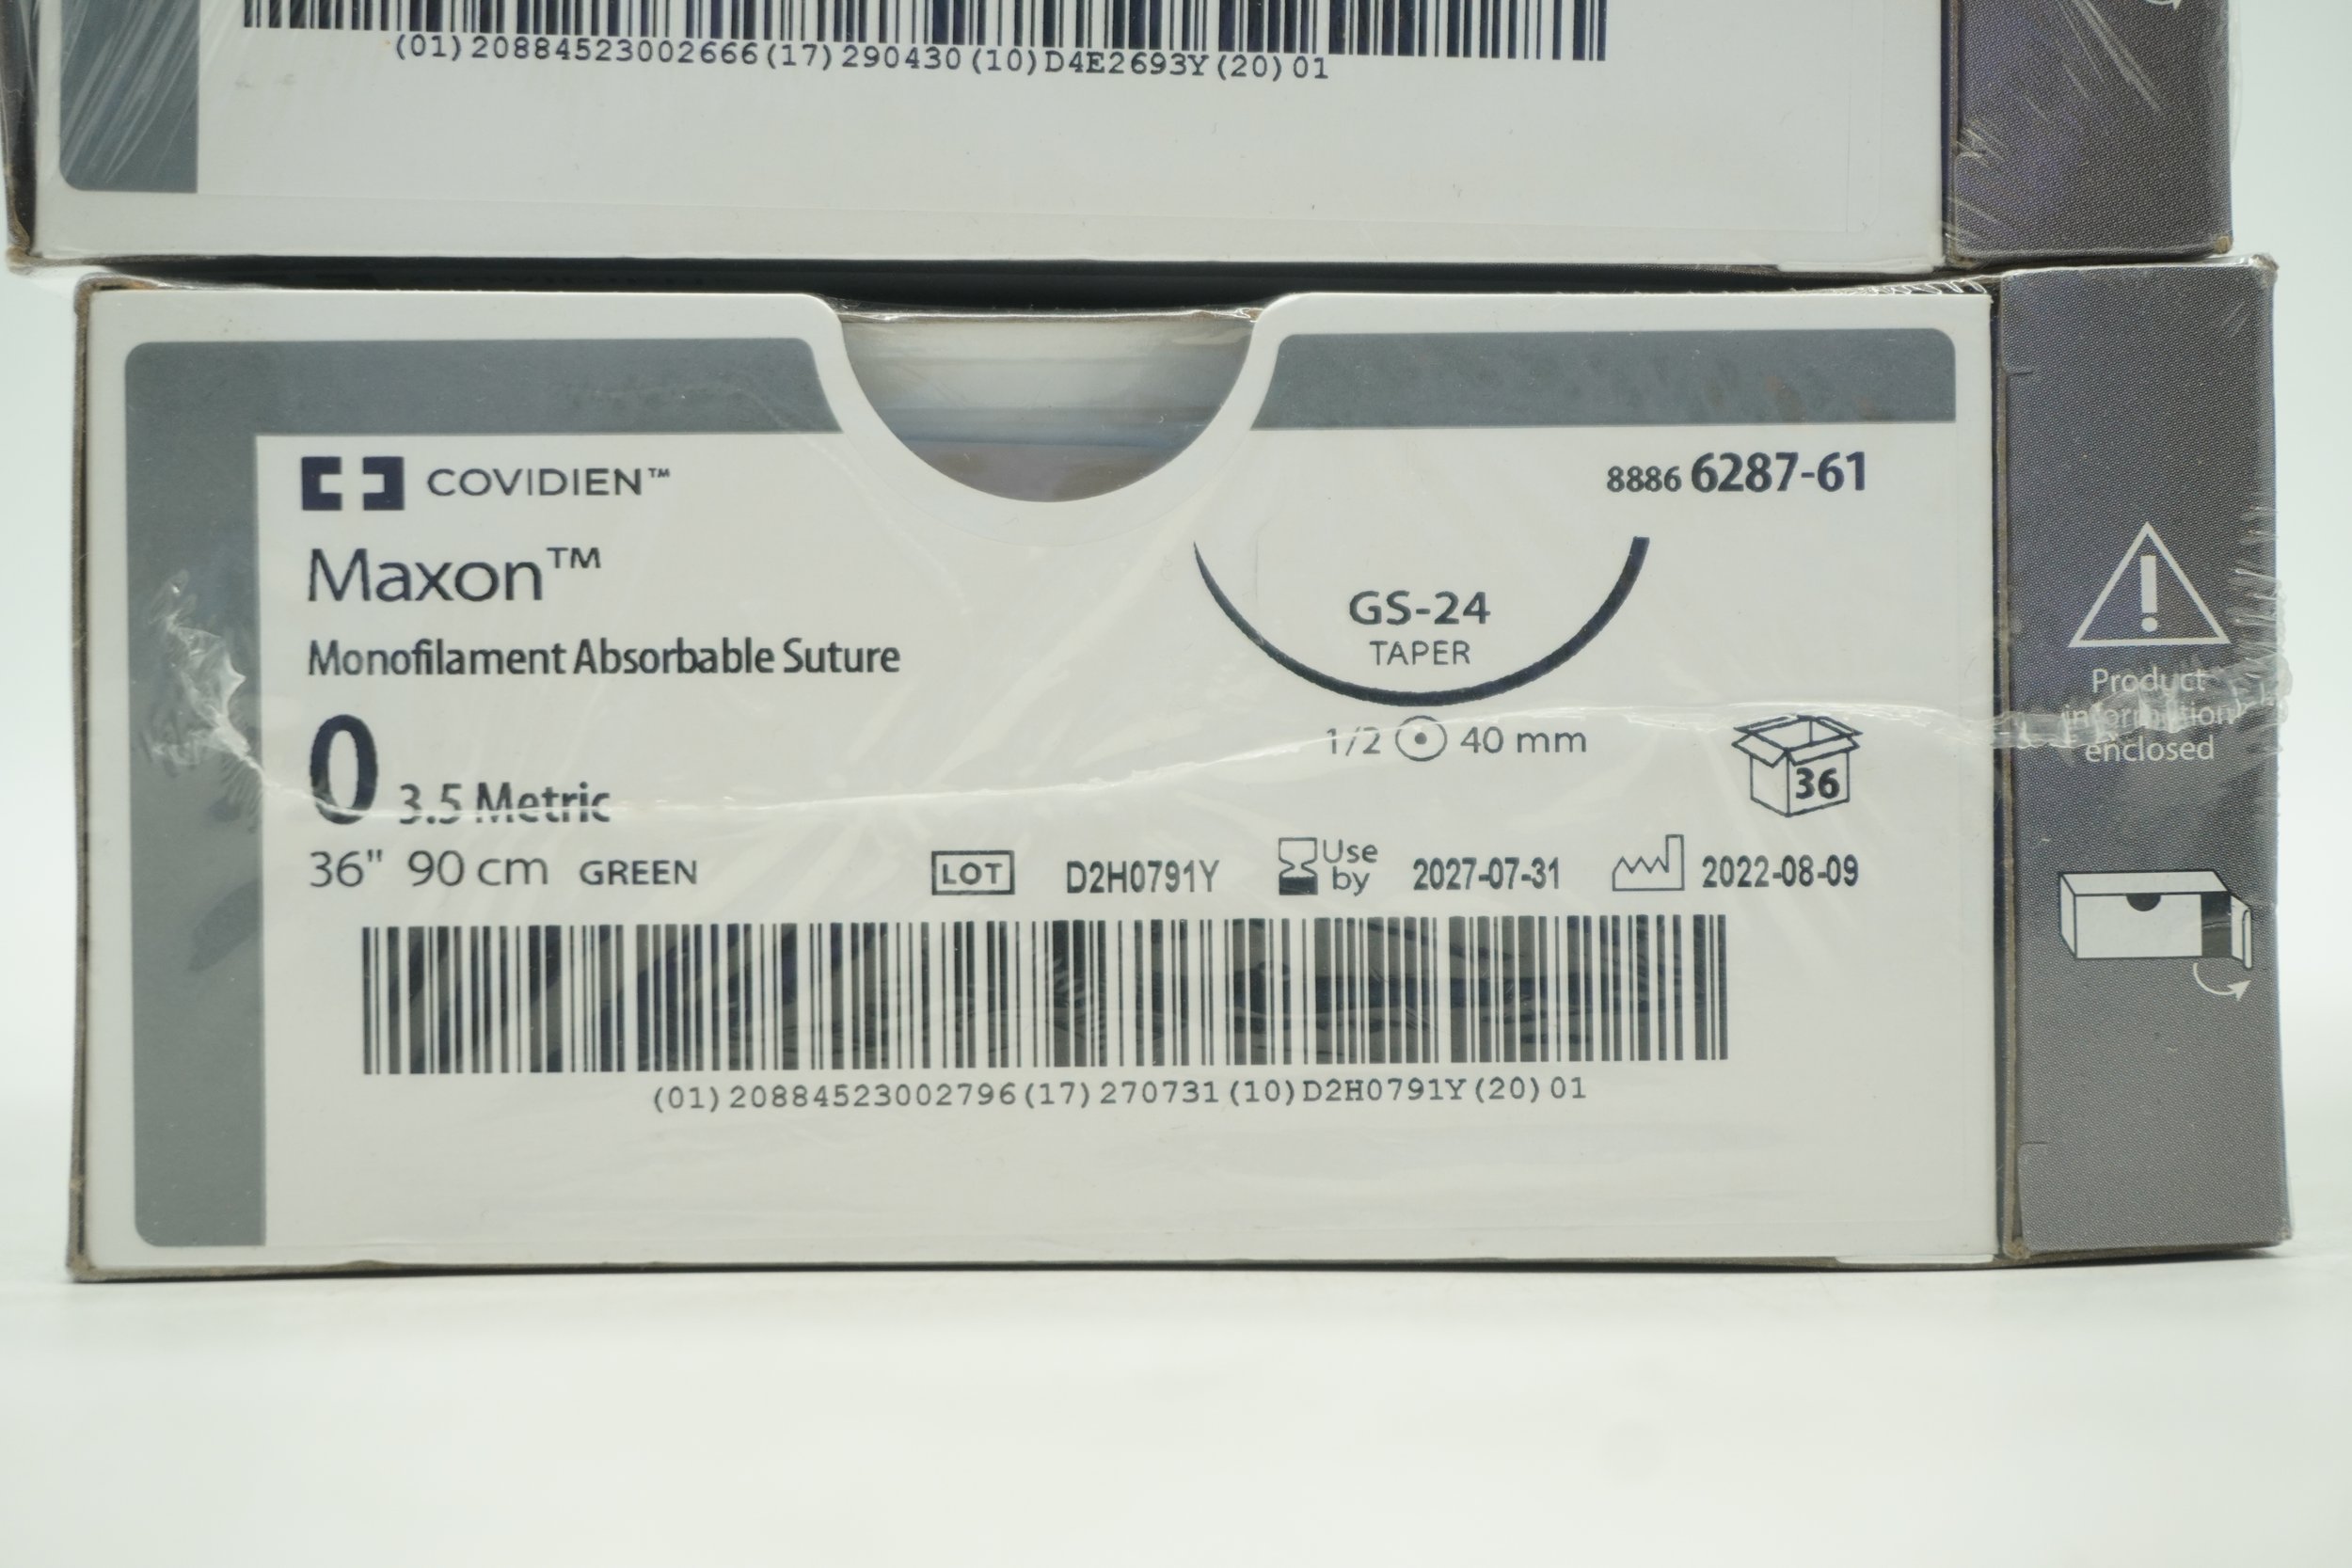 (01)20884523002666(17)290430(10)D4E2693Y(20)01
COVIDIEN™
8886 6287-61
Maxon™
GS-24
TAPER
Monofilament Absorbable Suture
1/2 40 mm
0 3.5 Metric
36
36" 90 cm GREEN
LOT D2H0791Y
Use by 2027-07-31
2022-08-09
(01)20884523002796(17)270731(10)D2H0791Y(20)01
Product
information
enclosed